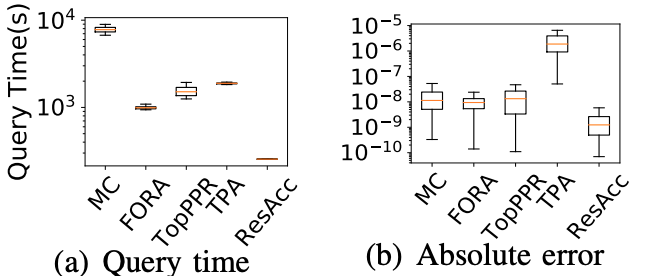 Query Time(s)
10^4
10^3
MC
FORA
TopPPR
TPA
ResAcc
(a) Query time
10^-5
10^-6
10^-7
10^-8
10^-9
10^-10
MC
FORA
TopPPR
TPA
ResAcc
(b) Absolute error